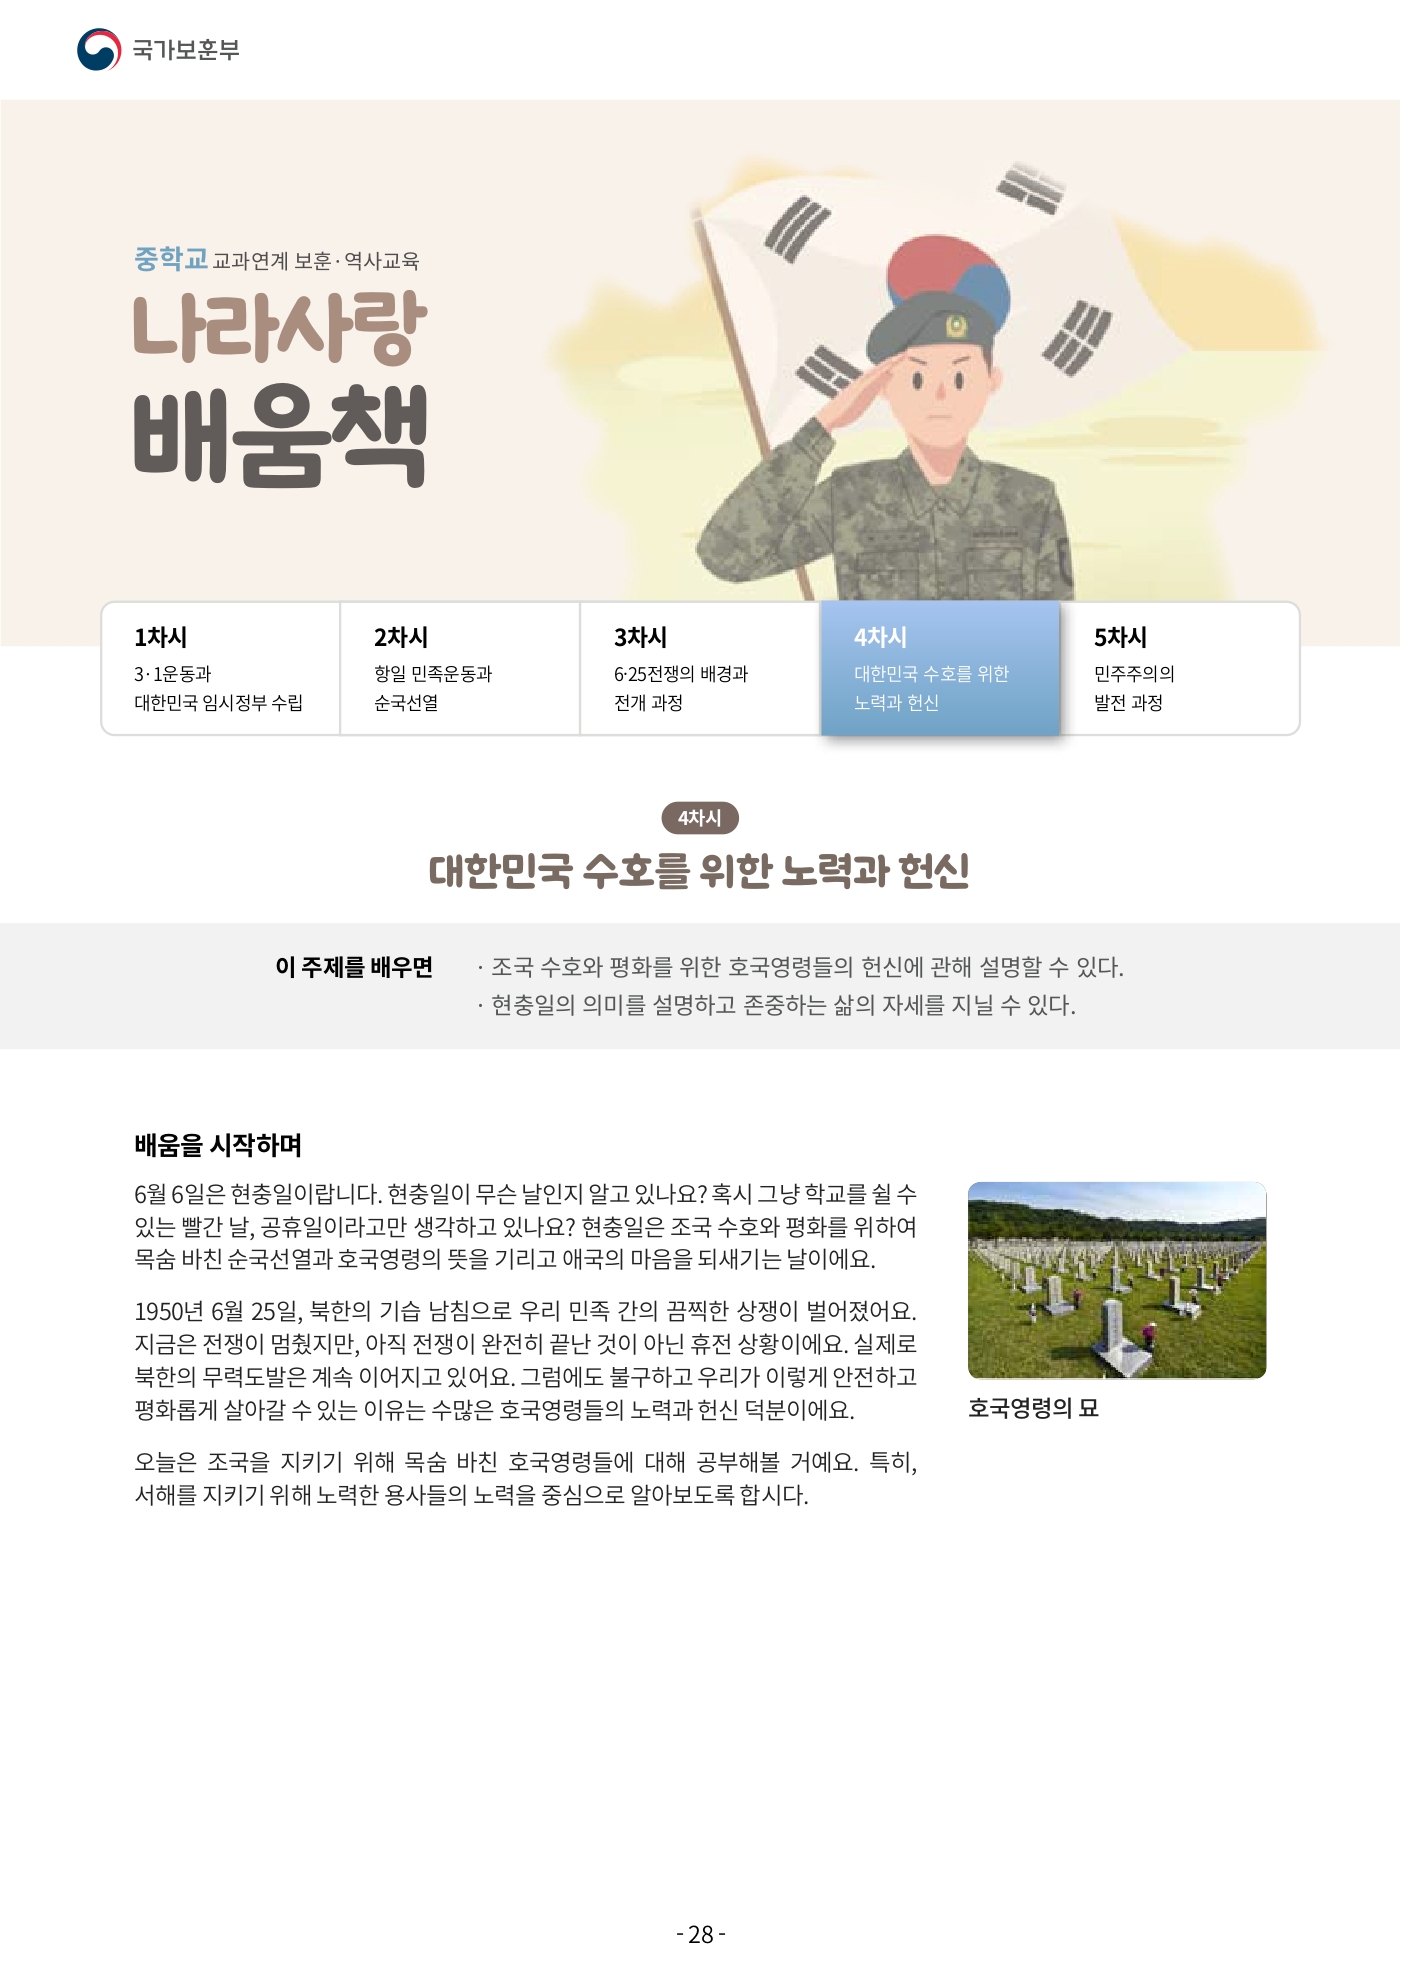 국가보훈부
중학교 교과연계 보훈·역사교육
나라사랑
배움책
1차시
3·1운동과
대한민국 임시정부 수립
2차시
항일 민족운동과
순국선열
3차시
6·25전쟁의 배경과
전개 과정
4차시
대한민국 수호를 위한
노력과 헌신
5차시
민주주의의
발전 과정
4차시
대한민국 수호를 위한 노력과 헌신
이 주제를 배우면
· 조국 수호와 평화를 위한 호국영령들의 헌신에 관해 설명할 수 있다.
· 현충일의 의미를 설명하고 존중하는 삶의 자세를 지닐 수 있다.
배움을 시작하며
6월 6일은 현충일이랍니다. 현충일이 무슨 날인지 알고 있나요? 혹시 그냥 학교를 쉴 수
있는 빨간 날, 공휴일이라고만 생각하고 있나요? 현충일은 조국 수호와 평화를 위하여
목숨 바친 순국선열과 호국영령의 뜻을 기리고 애국의 마음을 되새기는 날이에요.
1950년 6월 25일, 북한의 기습 남침으로 우리 민족 간의 끔찍한 상쟁이 벌어졌어요.
지금은 전쟁이 멈췄지만, 아직 전쟁이 완전히 끝난 것이 아닌 휴전 상황이에요. 실제로
북한의 무력도발은 계속 이어지고 있어요. 그럼에도 불구하고 우리가 이렇게 안전하고
평화롭게 살아갈 수 있는 이유는 수많은 호국영령들의 노력과 헌신 덕분이에요.
오늘은 조국을 지키기 위해 목숨 바친 호국영령들에 대해 공부해볼 거예요. 특히,
서해를 지키기 위해 노력한 용사들의 노력을 중심으로 알아보도록 합시다.
호국영령의 묘
- 28 -